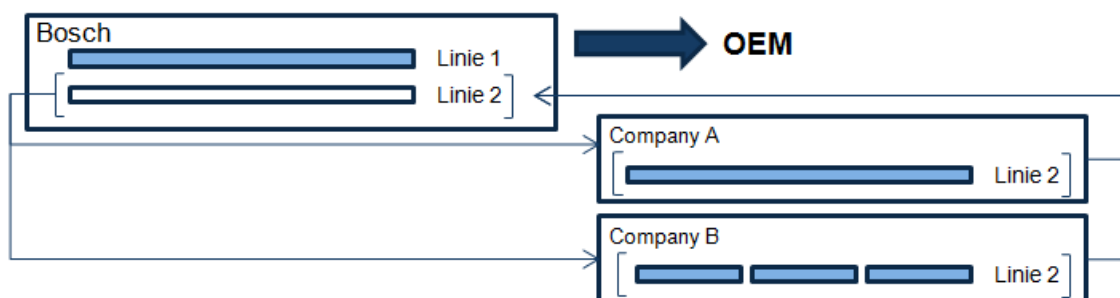 Bosch
Linie 1
OEM
Linie 2
Company A
Linie 2
Company B
Linie 2